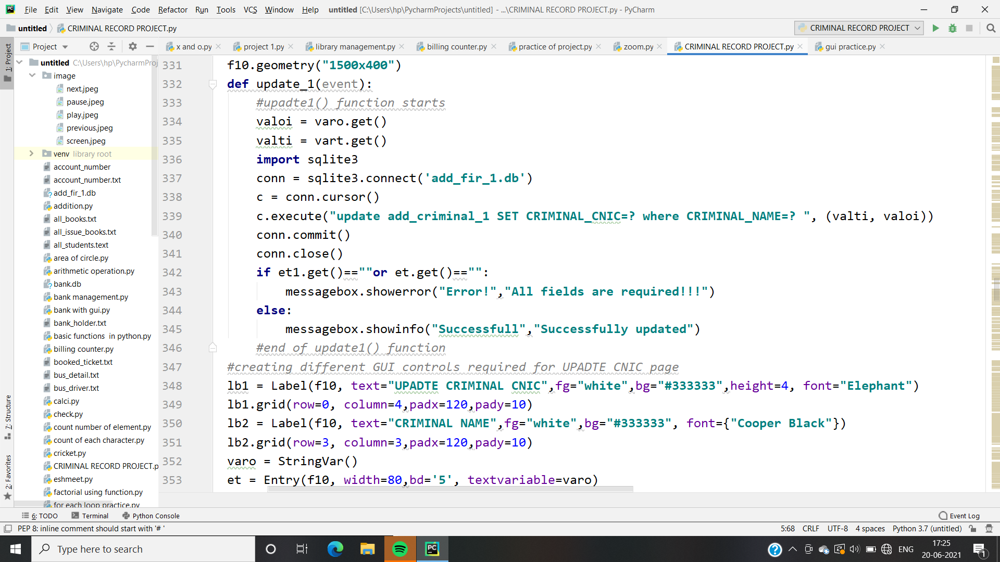 File Edit View Navigate Code Refactor Run Tools VCS Window Help untitled [C:\Users\hp\PycharmProjects\untitled] - ...\CRIMINAL RECORD PROJECT.py - PyCharm
untitled CRIMINAL RECORD PROJECT.py CRIMINAL RECORD PROJECT
Project x and o.py project 1.py library management.py billing counter.py practice of project.py zoom.py CRIMINAL RECORD PROJECT.py gui practice.py
1: Project
7: Structure
2: Favorites
untitled C:\Users\hp\PycharmProj
image
next.jpeg
pause.jpeg
play.jpeg
previous.jpeg
screen.jpeg
venv library root
account_number
account_number.txt
add_fir_1.db
addition.py
all_books.txt
all_issue_books.txt
all_students.text
area of circle.py
arithmetic operation.py
bank.db
bank management.py
bank with gui.py
bank_holder.txt
basic functions  in python.py
billing counter.py
booked_ticket.txt
bus_detail.txt
bus_driver.txt
calci.py
check.py
count number of element.py
count of each character.py
cricket.py
CRIMINAL RECORD PROJECT.p
eshmeet.py
factorial using function.py
for each loop practice.py
331 f10.geometry("1500x400")
332 def update_1(event):
333 #upadte1() function starts
334 valoi = varo.get()
335 valti = vart.get()
336 import sqlite3
337 conn = sqlite3.connect('add_fir_1.db')
338 c = conn.cursor()
339 c.execute("update add_criminal_1 SET CRIMINAL_CNIC=? where CRIMINAL_NAME=? ", (valti, valoi))
340 conn.commit()
341 conn.close()
342 if et1.get()==""or et.get()=="":
343 messagebox.showerror("Error!","All fields are required!!!")
344 else:
345 messagebox.showinfo("Successfull","Successfully updated")
346 #end of update1() function
347 #creating different GUI controls required for UPADTE CNIC page
348 lb1 = Label(f10, text="UPADTE CRIMINAL CNIC",fg="white",bg="#333333",height=4, font="Elephant")
349 lb1.grid(row=0, column=4,padx=120,pady=10)
350 lb2 = Label(f10, text="CRIMINAL NAME",fg="white",bg="#333333", font={"Cooper Black"})
351 lb2.grid(row=3, column=3,padx=120,pady=10)
352 varo = StringVar()
353 et = Entry(f10, width=80,bd='5', textvariable=varo)
6: TODO Terminal Python Console Event Log
PEP 8: inline comment should start with '# ' 5:68 CRLF UTF-8 4 spaces Python 3.7 (untitled)
Type here to search PC ENG 17:25
20-06-2021 1